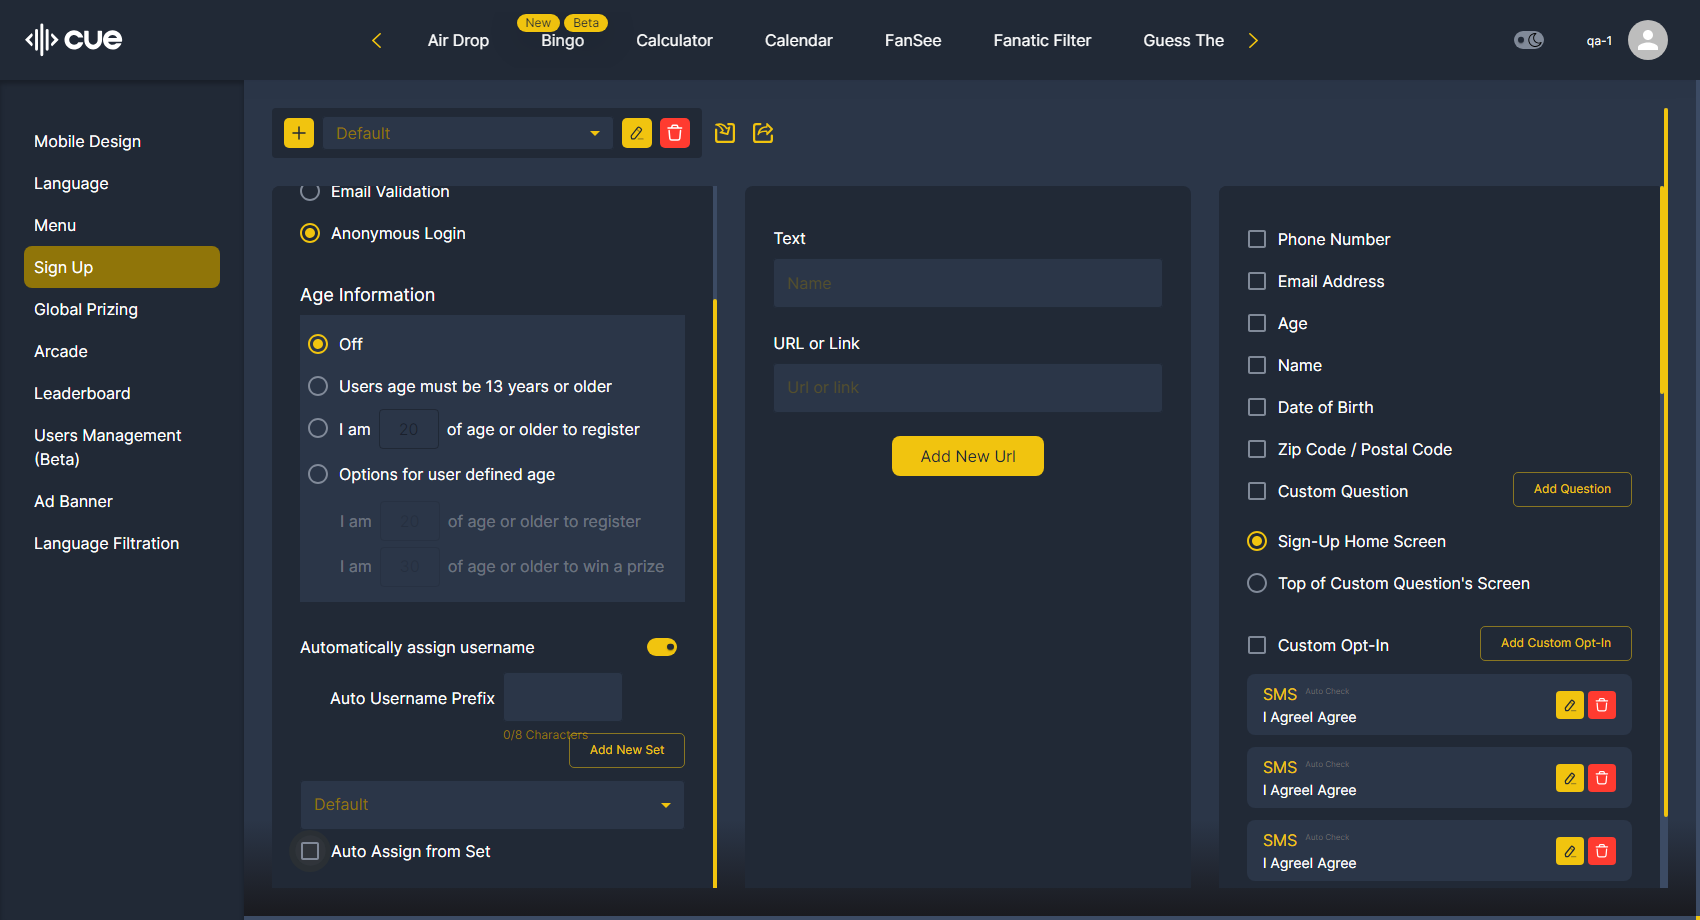 cue
Air Drop
New
Beta
Bingo
Calculator
Calendar
FanSee
Fanatic Filter
Guess The
qa-1
Mobile Design
Language
Menu
Sign Up
Global Prizing
Arcade
Leaderboard
Users Management
(Beta)
Ad Banner
Language Filtration
Default
Email Validation
Anonymous Login
Age Information
Off
Users age must be 13 years or older
I am 20 of age or older to register
Options for user defined age
I am 20 of age or older to register
I am 30 of age or older to win a prize
Automatically assign username
Auto Username Prefix
0/8 Characters
Add New Set
Default
Auto Assign from Set
Text
Name
URL or Link
Url or link
Add New Url
Phone Number
Email Address
Age
Name
Date of Birth
Zip Code / Postal Code
Custom Question
Add Question
Sign-Up Home Screen
Top of Custom Question's Screen
Custom Opt-In
Add Custom Opt-In
SMS Auto Check
I Agreel Agree
SMS Auto Check
I Agreel Agree
SMS Auto Check
I Agreel Agree